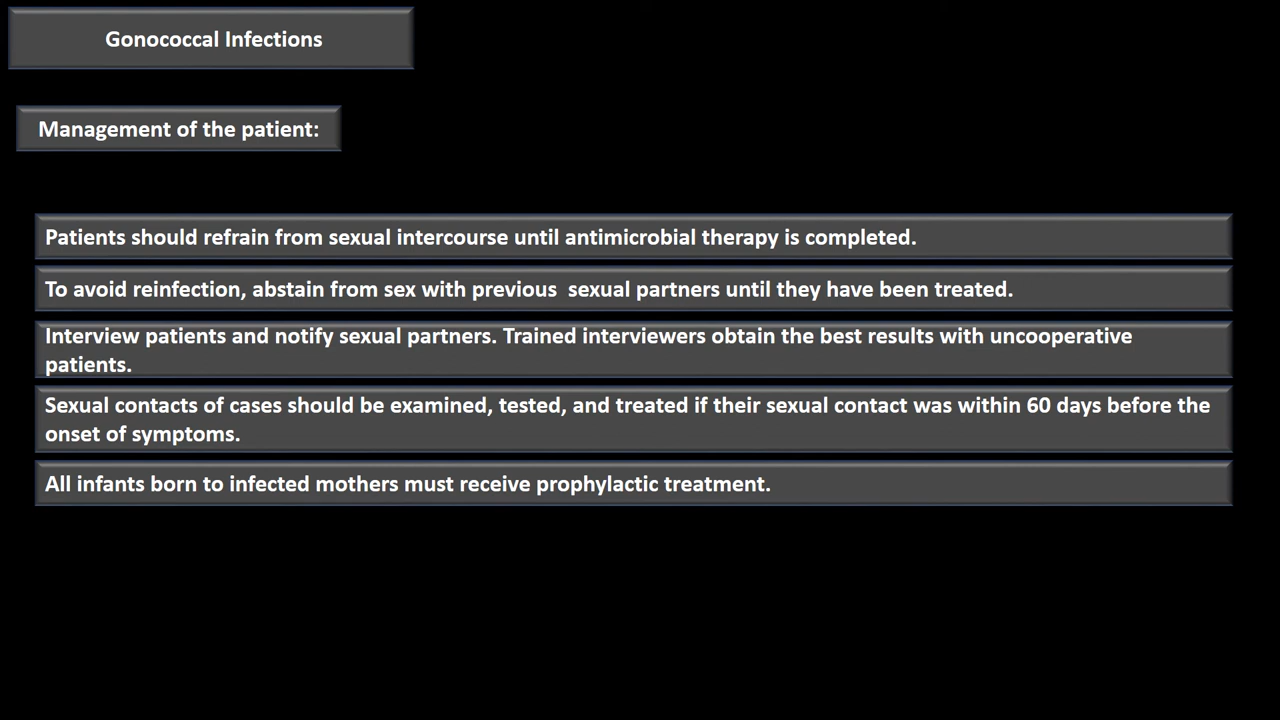 Gonococcal Infections
Management of the patient:
Patients should refrain from sexual intercourse until antimicrobial therapy is completed.
To avoid reinfection, abstain from sex with previous  sexual partners until they have been treated.
Interview patients and notify sexual partners. Trained interviewers obtain the best results with uncooperative
patients.
Sexual contacts of cases should be examined, tested, and treated if their sexual contact was within 60 days before the
onset of symptoms.
All infants born to infected mothers must receive prophylactic treatment.